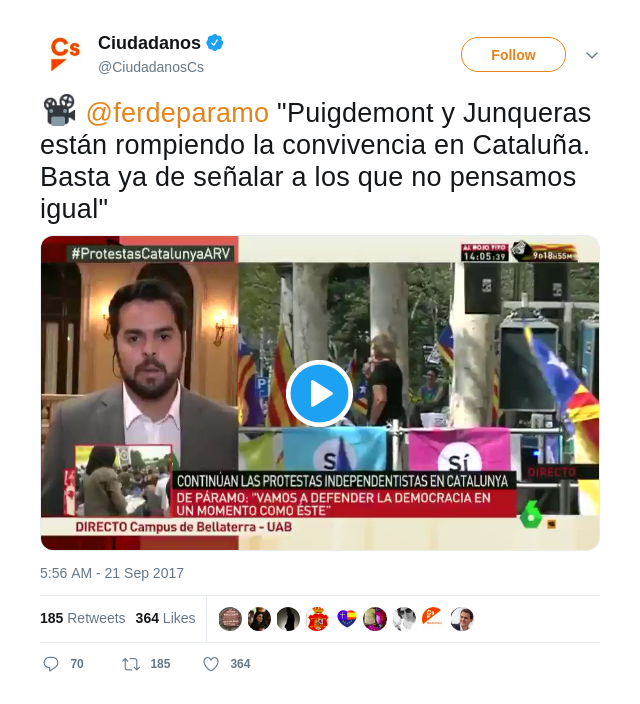 Cs
Ciudadanos
@CiudadanosCs
Follow
@ferdeparamo "Puigdemont y Junqueras
están rompiendo la convivencia en Cataluña.
Basta ya de señalar a los que no pensamos
igual"
#ProtestasCatalunyaARV
AL ROJO VIVO
14:05:39
9D18H55M
P
S
Sí
DIRECTO
CONTINÚAN LAS PROTESTAS INDEPENDENTISTAS EN CATALUNYA
DE PÁRAMO: "VAMOS A DEFENDER LA DEMOCRACIA EN
UN MOMENTO COMO ÉSTE"
DIRECTO Campus de Bellaterra - UAB
5:56 AM - 21 Sep 2017
185 Retweets 364 Likes
70 185 364